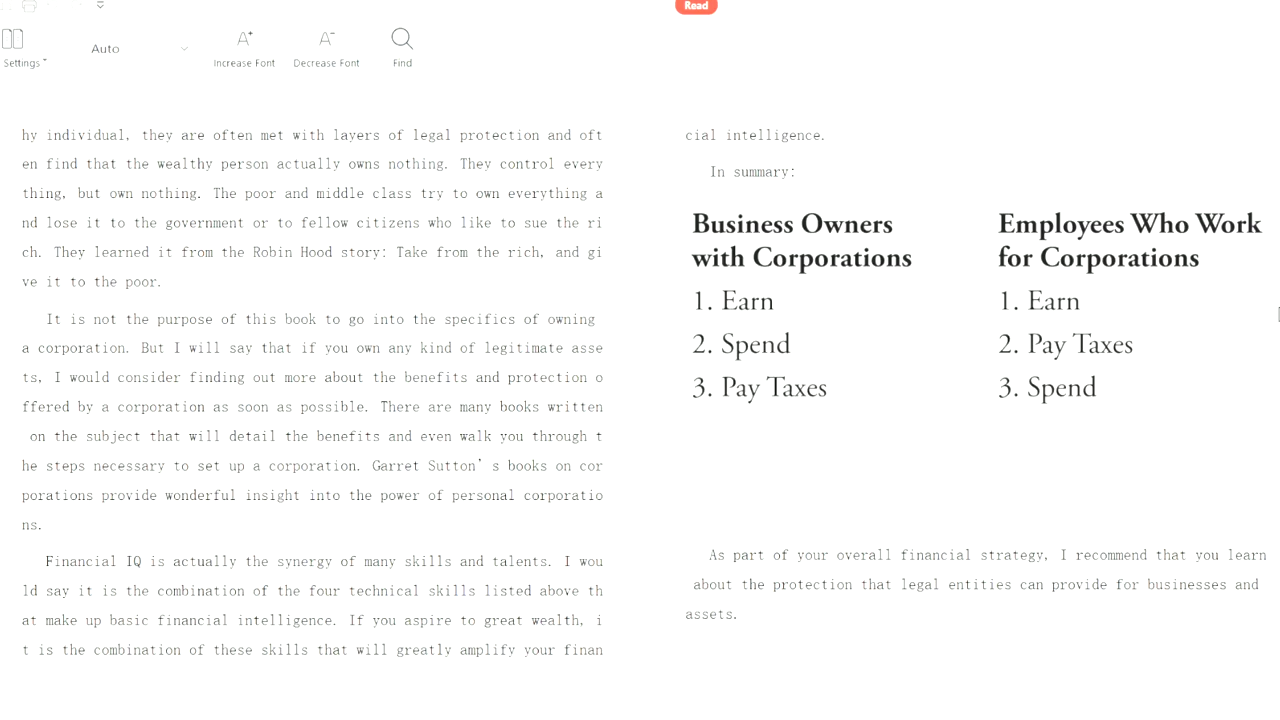 Read
Settings
Auto
Increase Font
Decrease Font
Find
hy individual, they are often met with layers of legal protection and oft
en find that the wealthy person actually owns nothing. They control every
thing, but own nothing. The poor and middle class try to own everything a
nd lose it to the government or to fellow citizens who like to sue the ri
ch. They learned it from the Robin Hood story: Take from the rich, and gi
ve it to the poor.
It is not the purpose of this book to go into the specifics of owning
a corporation. But I will say that if you own any kind of legitimate asse
ts, I would consider finding out more about the benefits and protection o
ffered by a corporation as soon as possible. There are many books written
on the subject that will detail the benefits and even walk you through t
he steps necessary to set up a corporation. Garret Sutton's books on cor
porations provide wonderful insight into the power of personal corporatio
ns.
Financial IQ is actually the synergy of many skills and talents. I wou
ld say it is the combination of the four technical skills listed above th
at make up basic financial intelligence. If you aspire to great wealth, i
t is the combination of these skills that will greatly amplify your finan
cial intelligence.
In summary:
Business Owners
with Corporations
1. Earn
2. Spend
3. Pay Taxes
Employees Who Work
for Corporations
1. Earn
2. Pay Taxes
3. Spend
As part of your overall financial strategy, I recommend that you learn
about the protection that legal entities can provide for businesses and
assets.